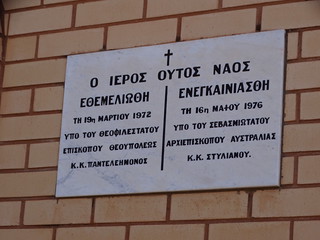 Ο ΙΕΡΟΣ ΟΥΤΟΣ ΝΑΟΣ
ΕΘΕΜΕΛΙΩΘΗ
ΤΗ 19η ΜΑΡΤΙΟΥ 1972
ΥΠΟ ΤΟΥ ΘΕΟΦΙΛΕΣΤΑΤΟΥ
ΕΠΙΣΚΟΠΟΥ ΘΕΟΥΠΟΛΕΩΣ
Κ.Κ. ΠΑΝΤΕΛΕΗΜΟΝΟΣ
ΕΝΕΓΚΑΙΝΙΑΣΘΗ
ΤΗ 16η ΜΑΪΟΥ 1976
ΥΠΟ ΤΟΥ ΣΕΒΑΣΜΙΩΤΑΤΟΥ
ΑΡΧΙΕΠΙΣΚΟΠΟΥ ΑΥΣΤΡΑΛΙΑΣ
Κ.Κ. ΣΤΥΛΙΑΝΟΥ.